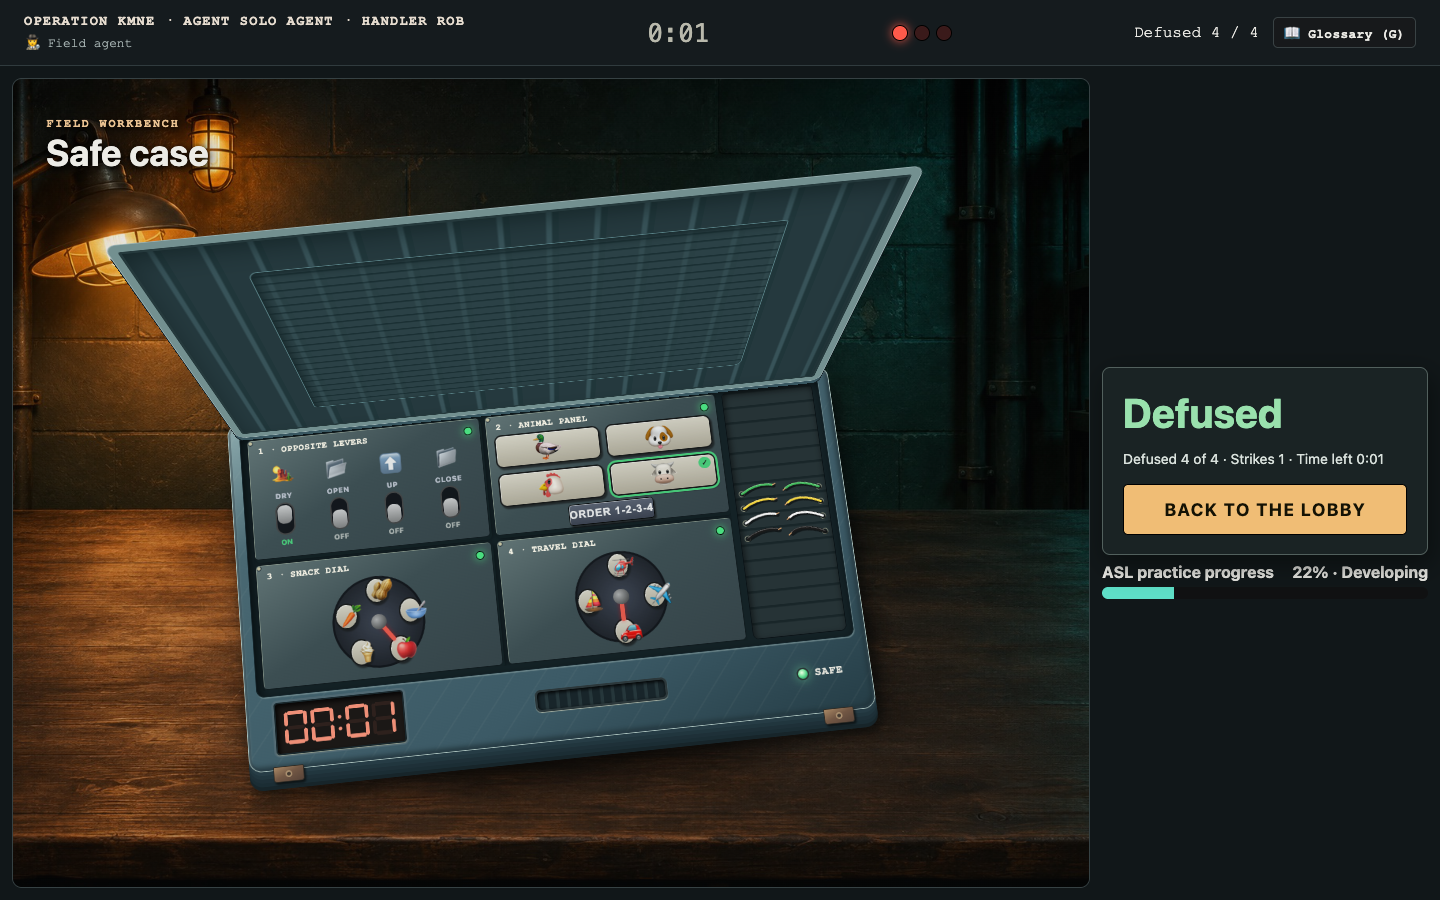 OPERATION KMNE · AGENT SOLO AGENT · HANDLER ROB
Field agent
0:01
Defused 4 / 4
Glossary (G)
FIELD WORKBENCH
Safe case
1 · OPPOSITE LEVERS
DRY
OPEN
UP
CLOSE
ON
OFF
OFF
OFF
2 · ANIMAL PANEL
ORDER 1-2-3-4
3 · SNACK DIAL
4 · TRAVEL DIAL
SAFE
00:01
Defused
Defused 4 of 4 · Strikes 1 · Time left 0:01
BACK TO THE LOBBY
ASL practice progress 22% · Developing